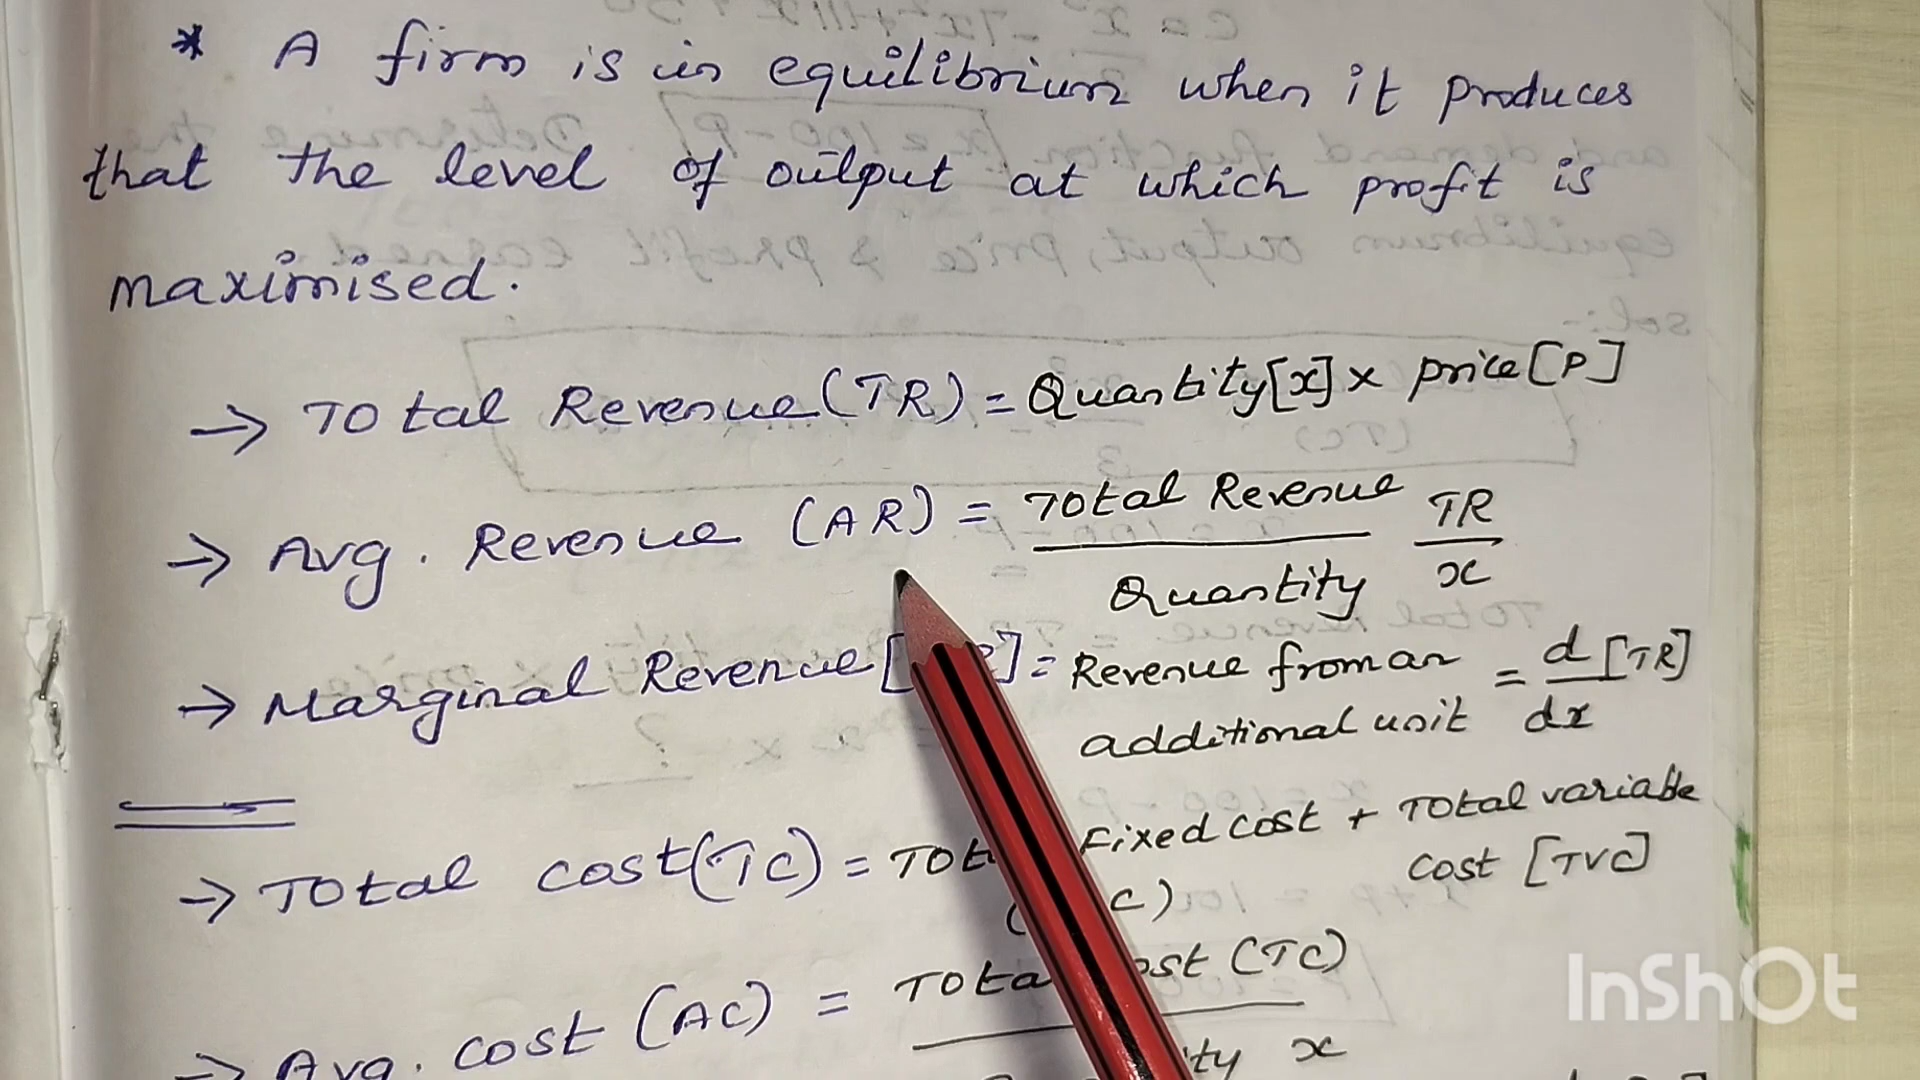 * A firm is in equilibrium when it produces
that the level of output at which profit is
maximised.
→ Total Revenue (TR) = Quantity [x] x price [P]
→ Avg. Revenue (AR) = Total Revenue / Quantity TR / x
→ Marginal Revenue [ R] = Revenue from an additional unit = d/dx [TR]
→ Total cost (TC) = Tot Fixed cost + Total variable
( C) cost [TVC]
→ Avg. cost (AC) = Total cost (TC) / x
InShot